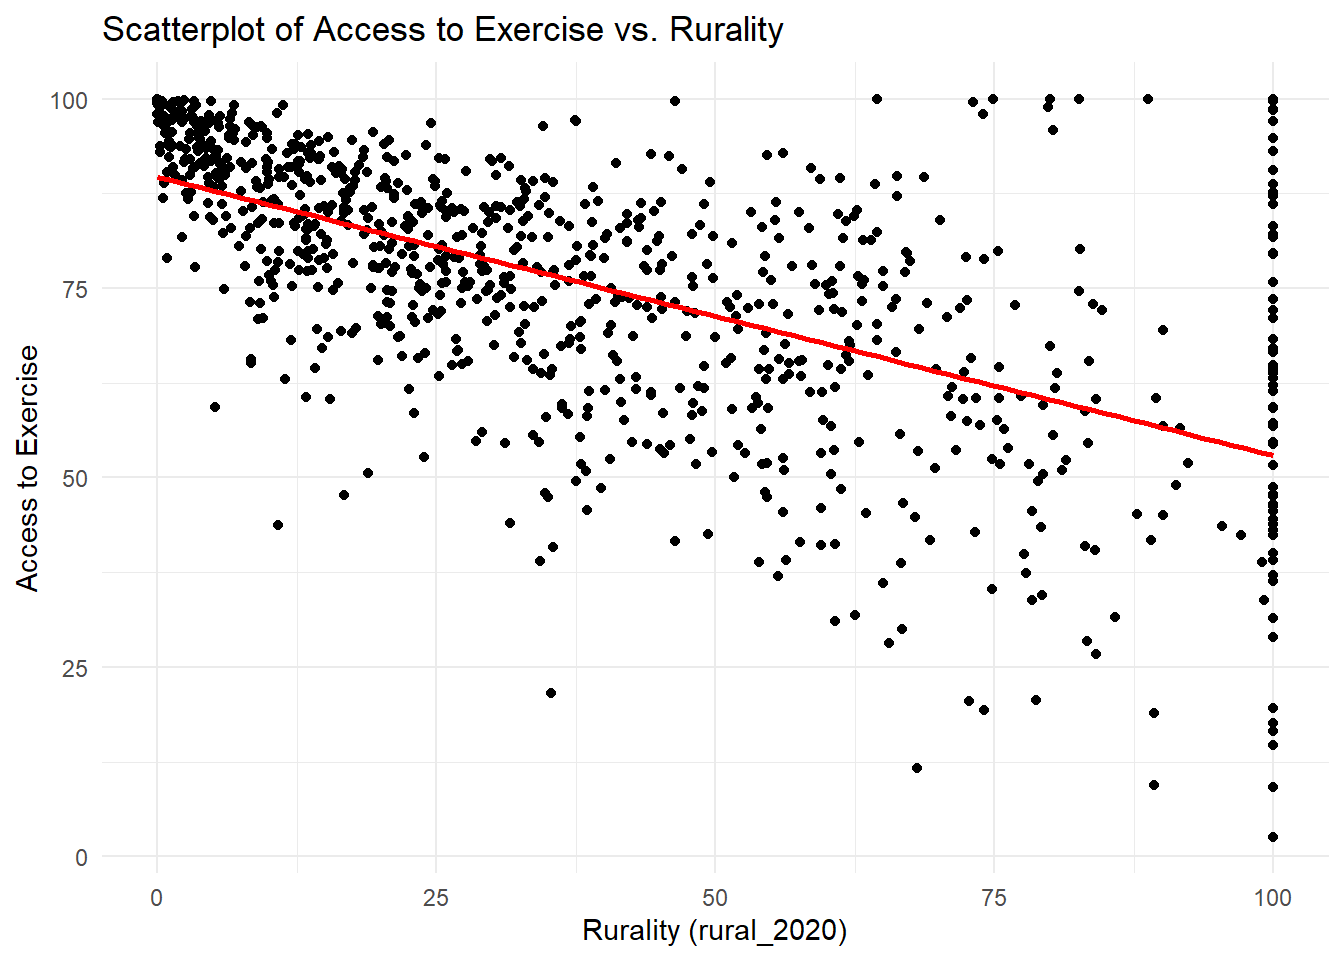 Scatterplot of Access to Exercise vs. Rurality
100
75
50
25
0
Access to Exercise
0 25 50 75 100
Rurality (rural_2020)